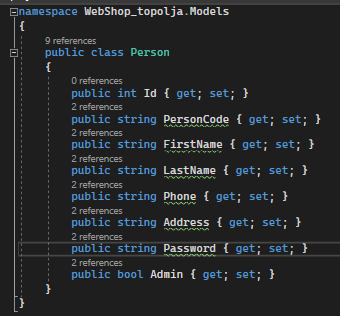 namespace WebShop_topolja.Models
{
9 references
public class Person
{
0 references
public int Id { get; set; }
2 references
public string PersonCode { get; set; }
2 references
public string FirstName { get; set; }
2 references
public string LastName { get; set; }
2 references
public string Phone { get; set; }
2 references
public string Address { get; set; }
2 references
public string Password { get; set; }
2 references
public bool Admin { get; set; }
}
}